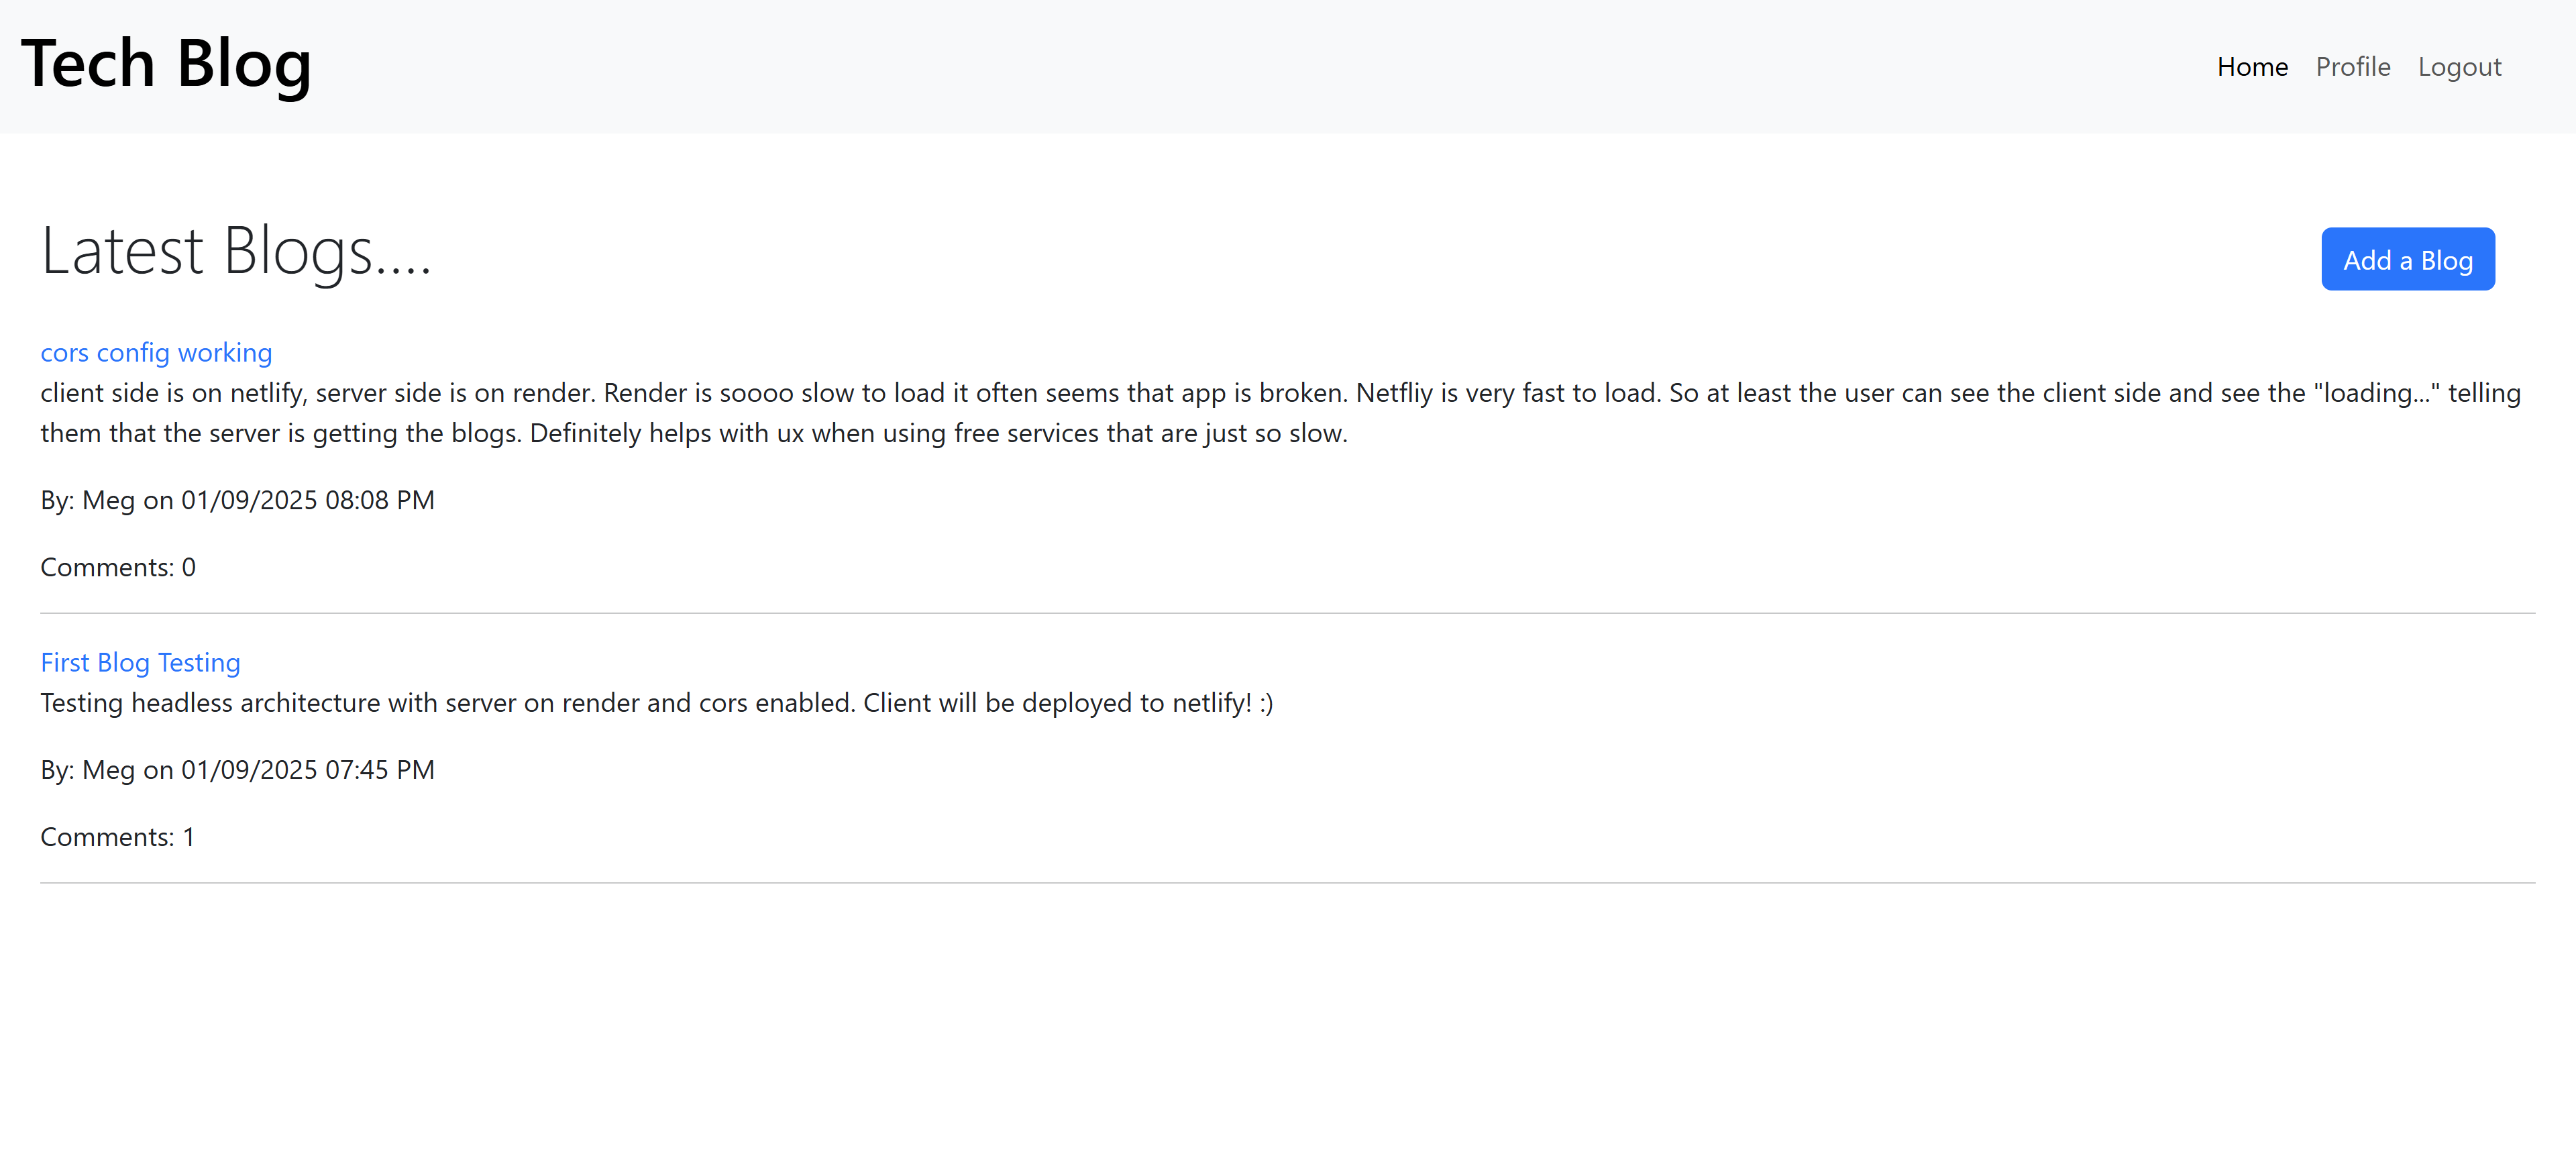 Tech Blog
Home Profile Logout
Latest Blogs....
Add a Blog
cors config working
client side is on netlify, server side is on render. Render is soooo slow to load it often seems that app is broken. Netfliy is very fast to load. So at least the user can see the client side and see the "loading..." telling
them that the server is getting the blogs. Definitely helps with ux when using free services that are just so slow.
By: Meg on 01/09/2025 08:08 PM
Comments: 0
First Blog Testing
Testing headless architecture with server on render and cors enabled. Client will be deployed to netlify! :)
By: Meg on 01/09/2025 07:45 PM
Comments: 1